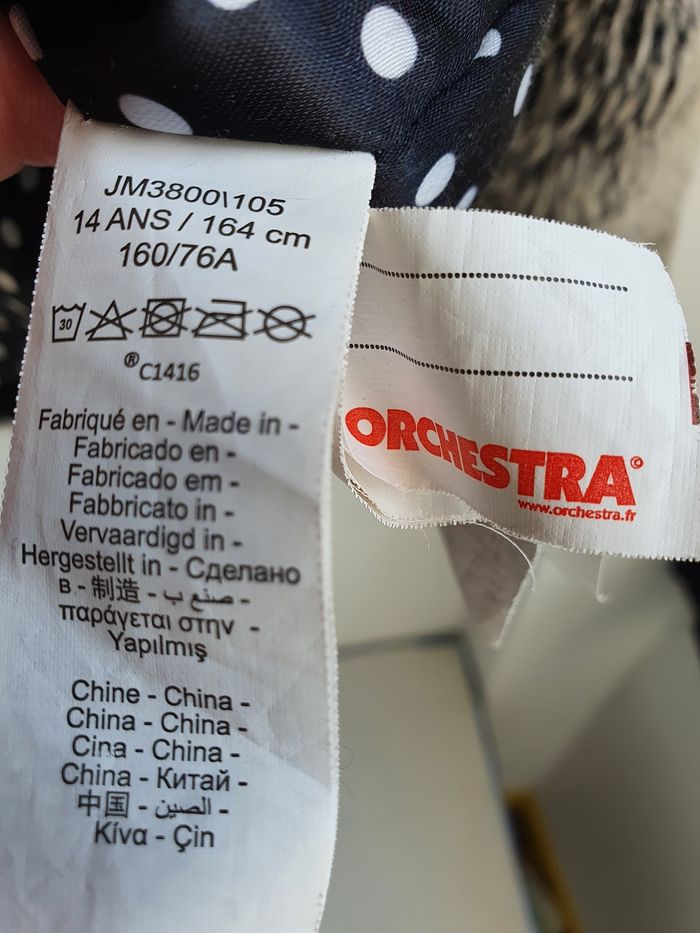 JM3800\105
14 ANS / 164 cm
160/76A
30
®C1416
Fabriqué en - Made in -
Fabricado en -
Fabricado em -
Fabbricato in -
Vervaardigd in -
Hergestellt in - Сделано
в - 制造 - صنع ب -
παράγεται στην -
Yapılmış
Chine - China -
China - China -
Cina - China -
China - Китай -
中国 - الصين -
Κίνα - Çin
ORCHESTRA©
www.orchestra.fr